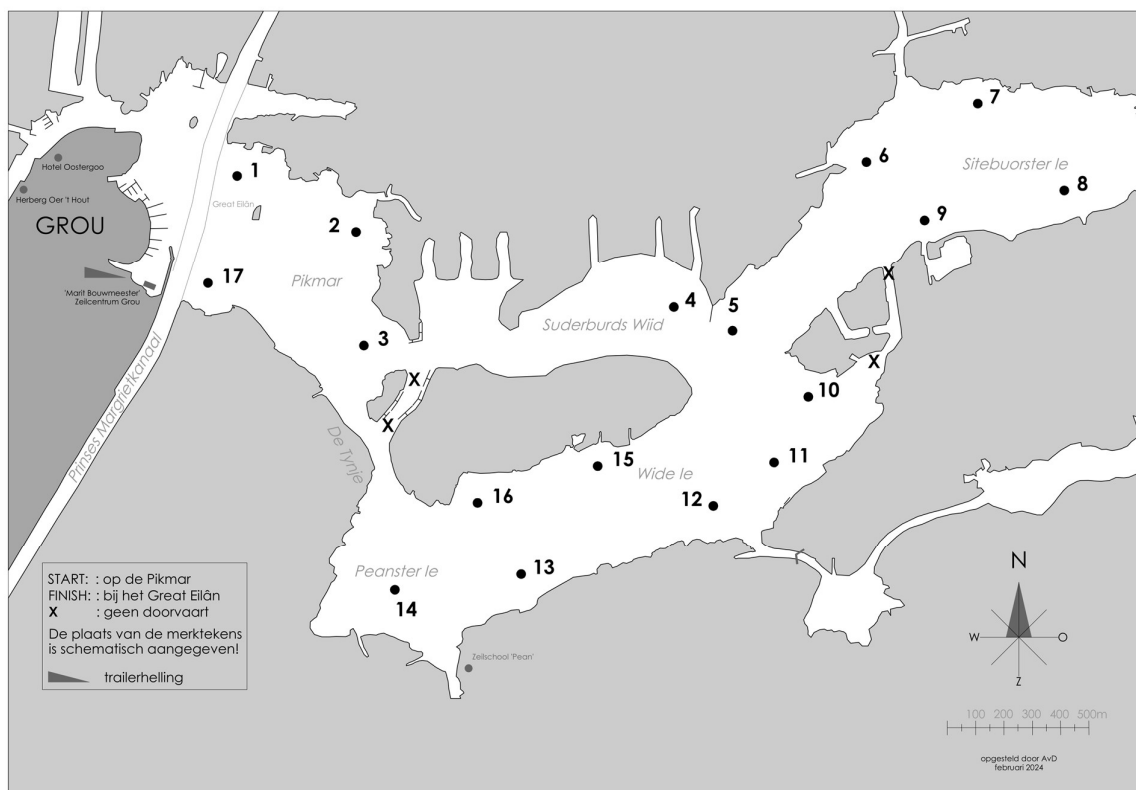 7
Hotel Oostergoo
6
Sitebuorster Ie
1
8
Herberg Oer 't Hout
Great Eilân
9
GROU
2
X
17
Pikmar
'Marit Bouwmeester'
Zeilcentrum Grou
4
5
Suderburds Wiid
3
X
X
10
Prinses Margrietkanaal
X
De Tynje
11
15
Wide Ie
16
12
13
Peanster Ie
14
START: : op de Pikmar
FINISH: : bij het Great Eilân
X : geen doorvaart
De plaats van de merktekens
is schematisch aangegeven!
trailerhelling
Zeilschool 'Pean'
N
W
O
Z
100 200 300 400 500m
opgesteld door AvD
februari 2024